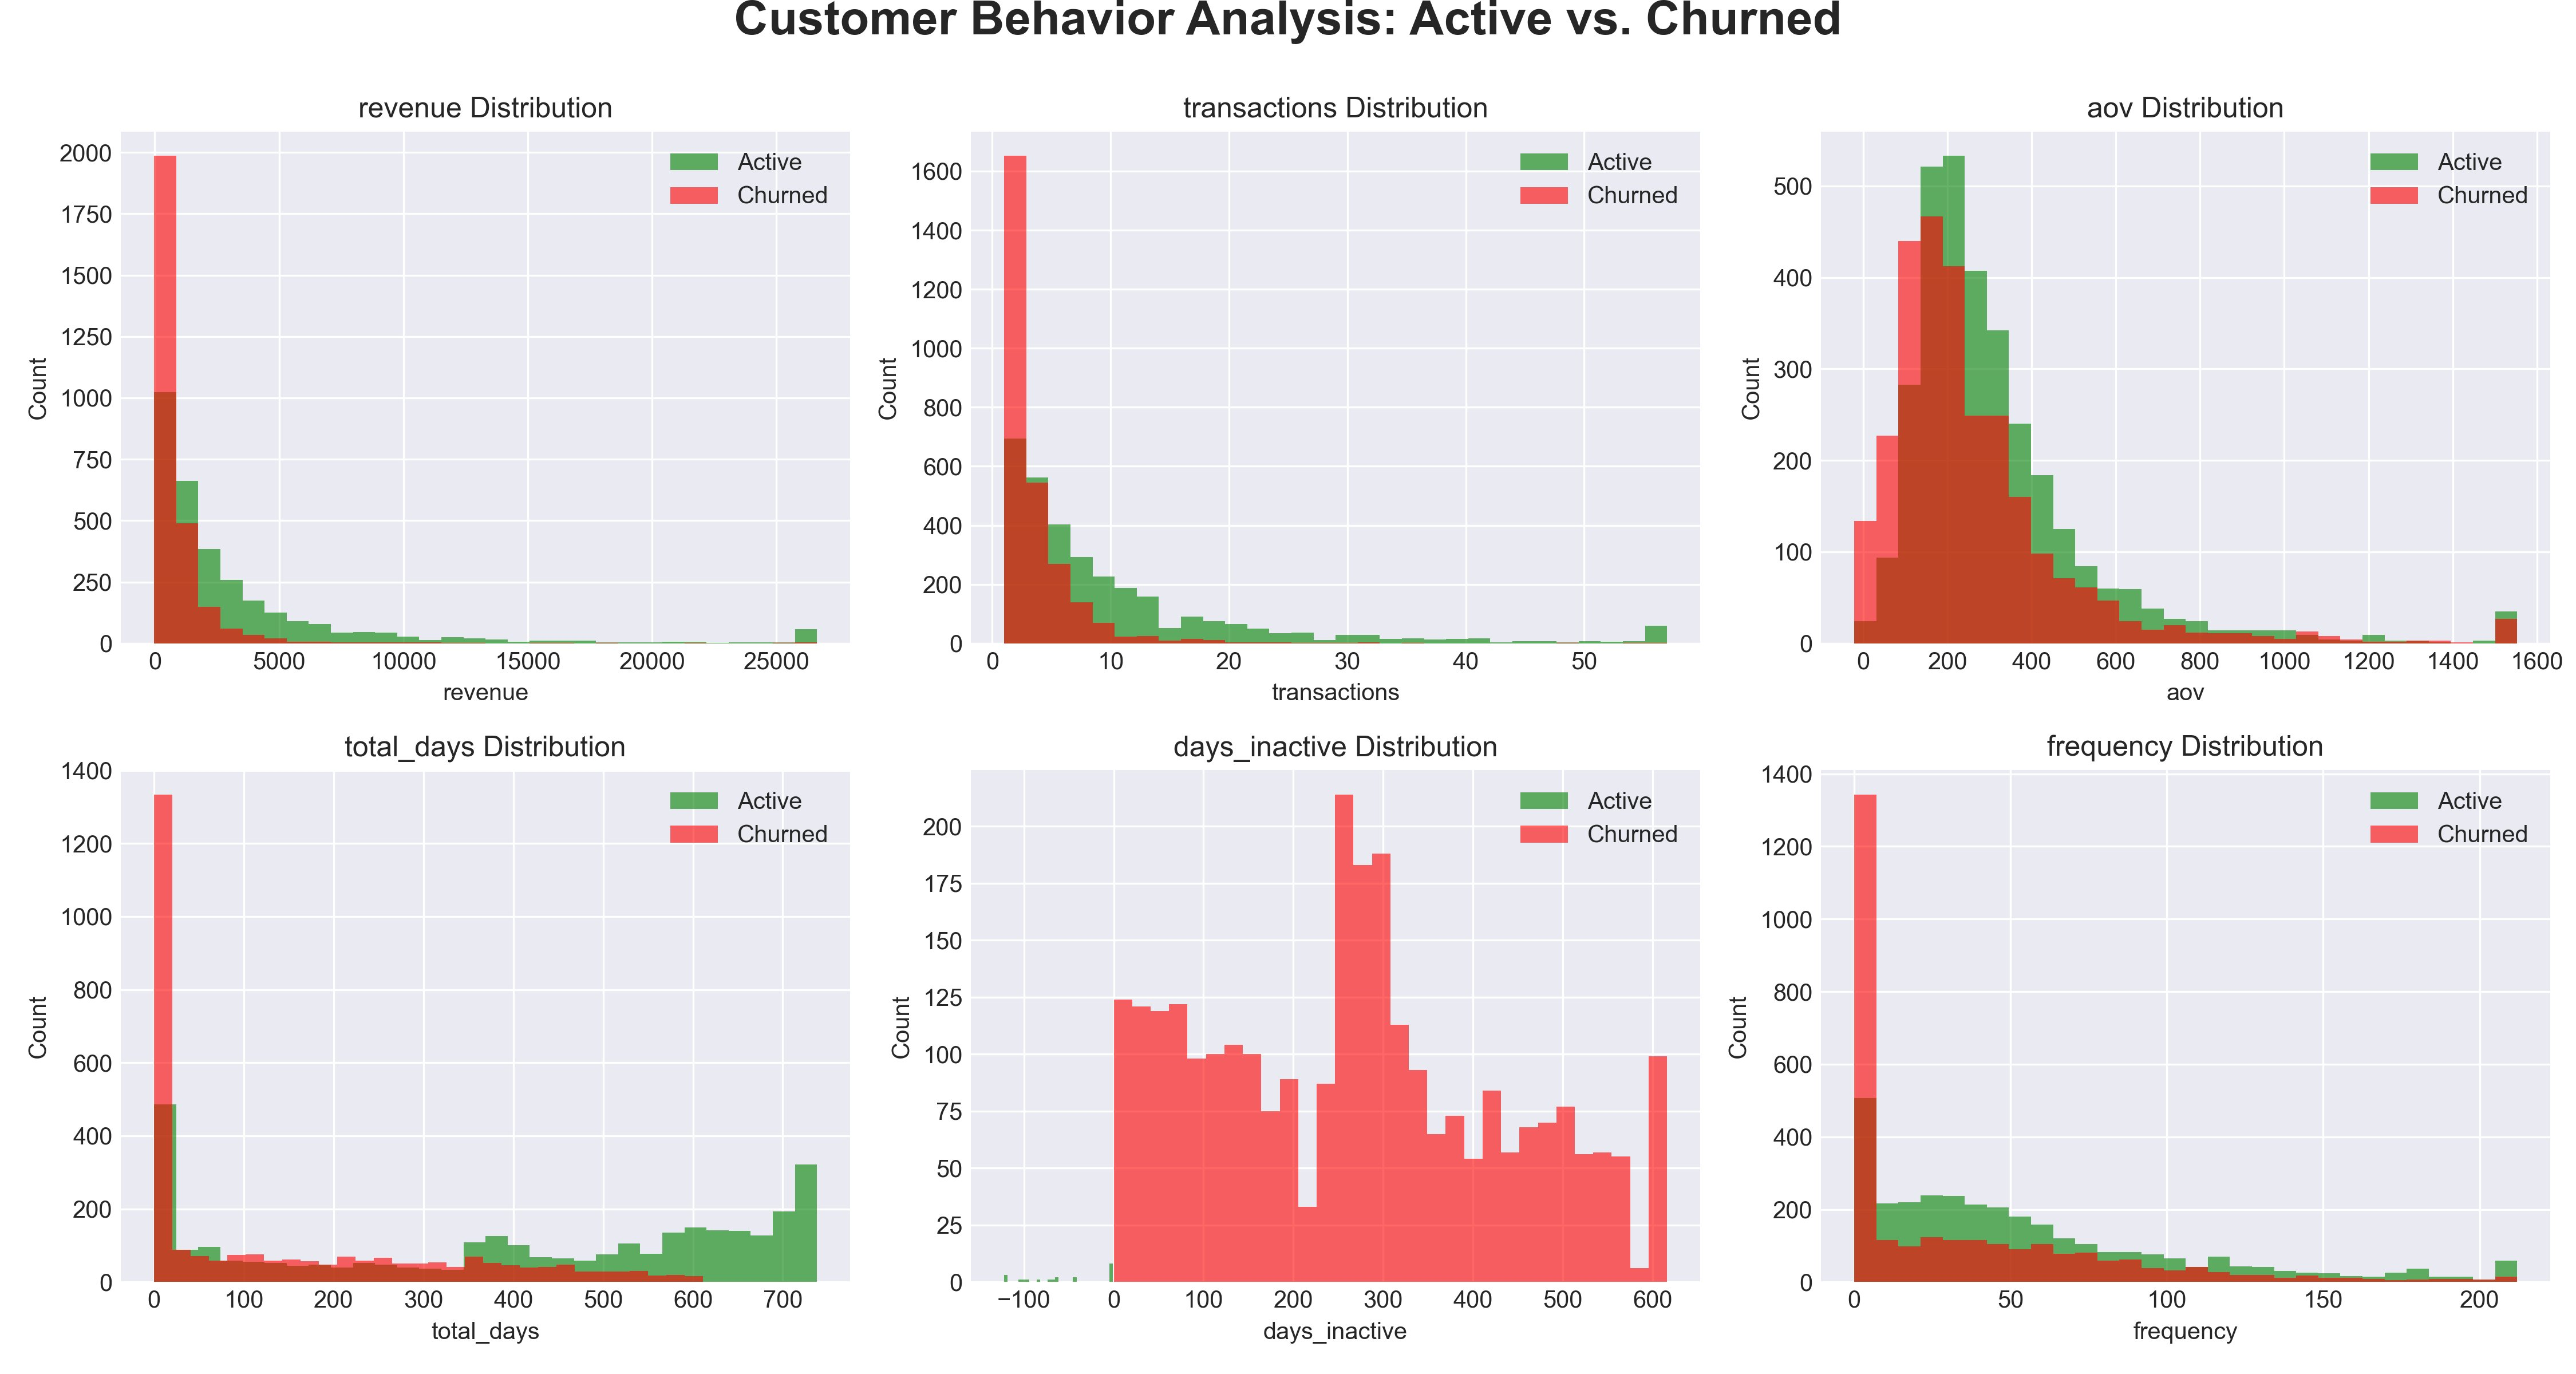 Customer Behavior Analysis: Active vs. Churned
revenue Distribution
Count
2000
1750
1500
1250
1000
750
500
250
0
0 5000 10000 15000 20000 25000
revenue
Active
Churned
transactions Distribution
Count
1600
1400
1200
1000
800
600
400
200
0
0 10 20 30 40 50
transactions
Active
Churned
aov Distribution
Count
500
400
300
200
100
0
0 200 400 600 800 1000 1200 1400 1600
aov
Active
Churned
total_days Distribution
Count
1400
1200
1000
800
600
400
200
0
0 100 200 300 400 500 600 700
total_days
Active
Churned
days_inactive Distribution
Count
200
175
150
125
100
75
50
25
0
−100 0 100 200 300 400 500 600
days_inactive
Active
Churned
frequency Distribution
Count
1400
1200
1000
800
600
400
200
0
0 50 100 150 200
frequency
Active
Churned